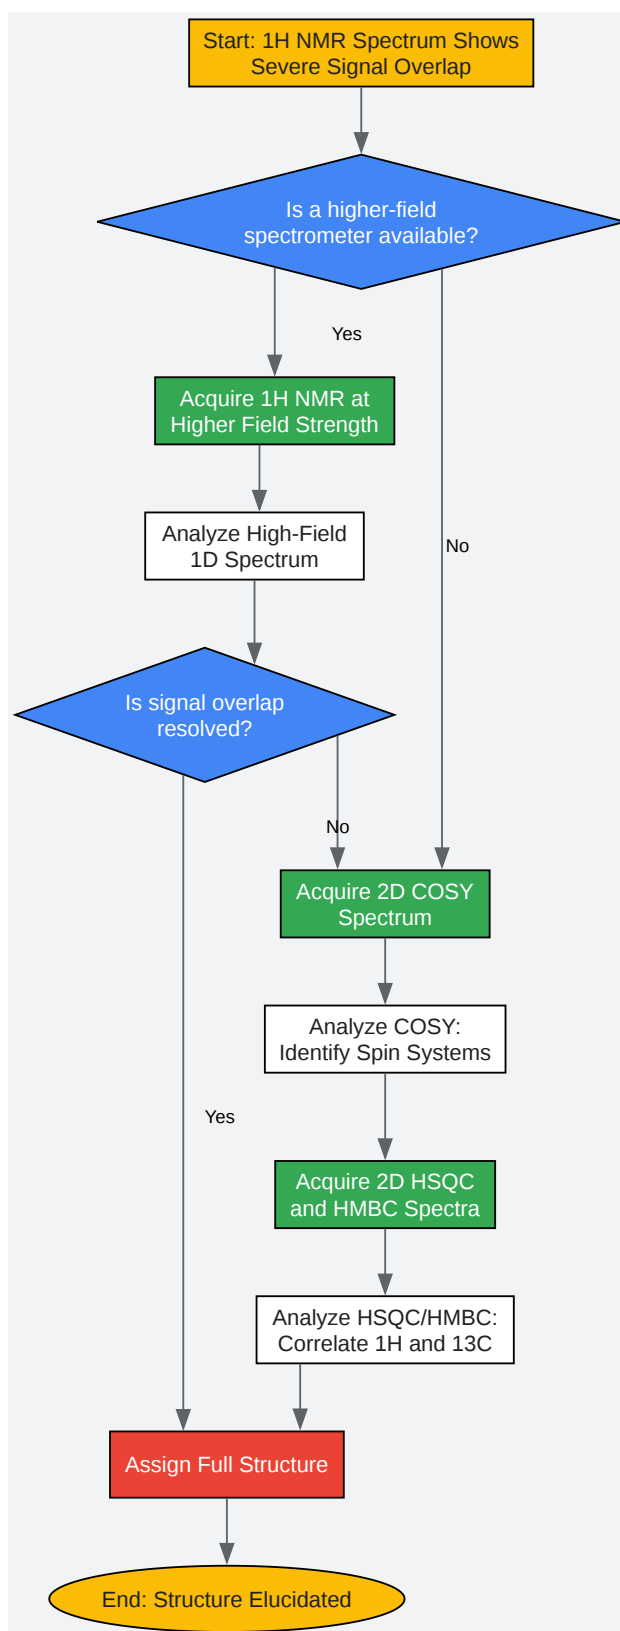 Start: 1H NMR Spectrum Shows
Severe Signal Overlap
Is a higher-field
spectrometer available?
Yes
Acquire 1H NMR at
Higher Field Strength
Analyze High-Field
1D Spectrum
No
Is signal overlap
resolved?
No
Acquire 2D COSY
Spectrum
Analyze COSY:
Identify Spin Systems
Yes
Acquire 2D HSQC
and HMBC Spectra
Analyze HSQC/HMBC:
Correlate 1H and 13C
Assign Full Structure
End: Structure Elucidated